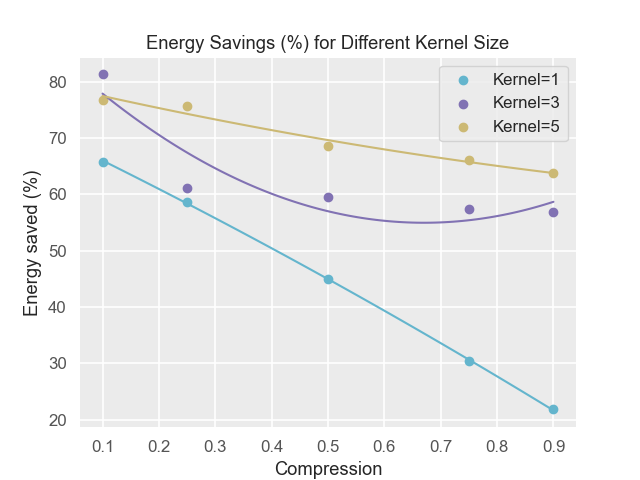 Energy Savings (%) for Different Kernel Size
Kernel=1
Kernel=3
Kernel=5
Energy saved (%)
80
70
60
50
40
30
20
0.1 0.2 0.3 0.4 0.5 0.6 0.7 0.8 0.9
Compression